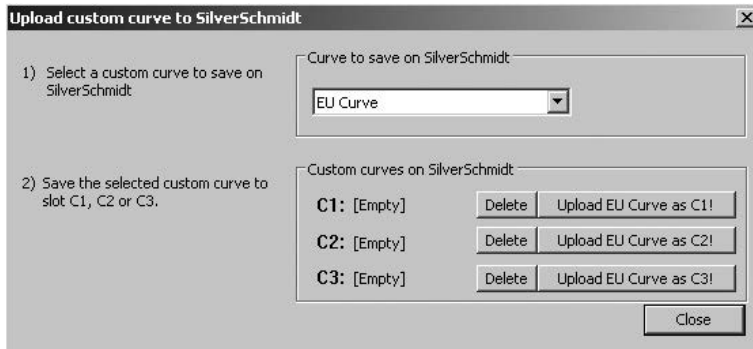 Upload custom curve to SilverSchmidt
1) Select a custom curve to save on
SilverSchmidt
Curve to save on SilverSchmidt
EU Curve
2) Save the selected custom curve to
slot C1, C2 or C3.
Custom curves on SilverSchmidt
C1: [Empty] Delete Upload EU Curve as C1!
C2: [Empty] Delete Upload EU Curve as C2!
C3: [Empty] Delete Upload EU Curve as C3!
Close